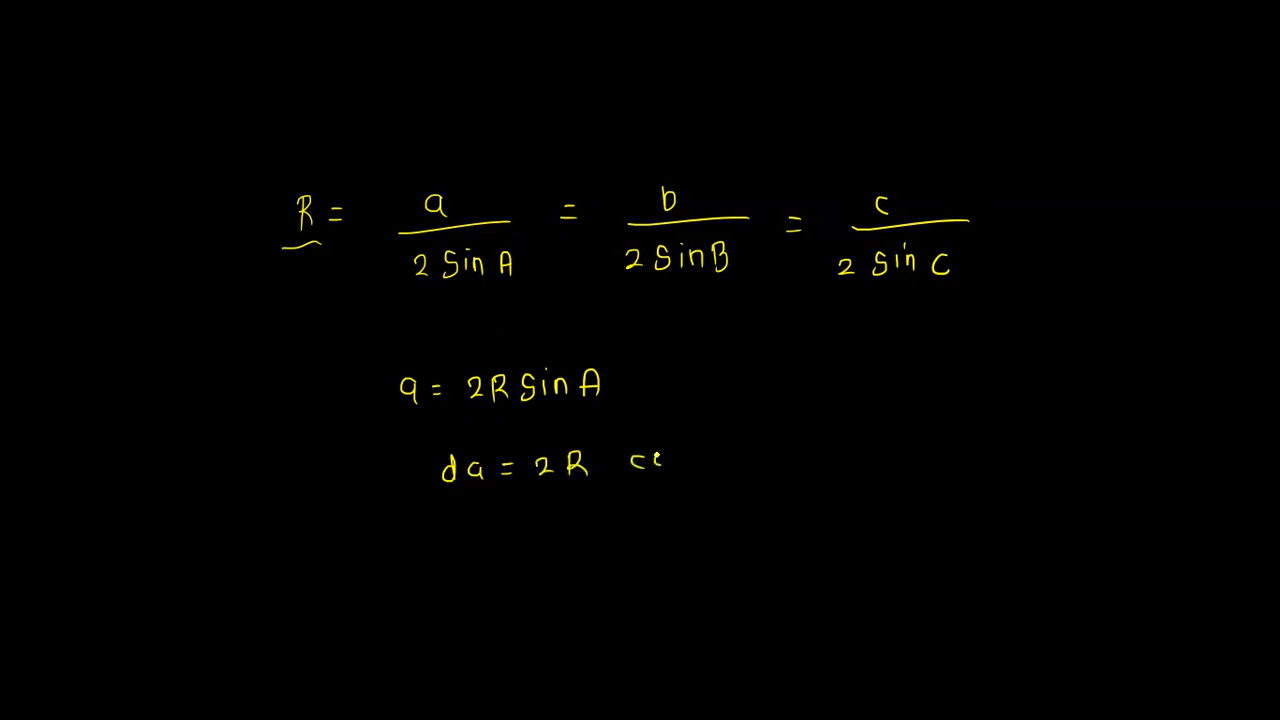 R = a / 2 Sin A = b / 2 Sin B = c / 2 Sin C
a = 2R Sin A
da = 2R